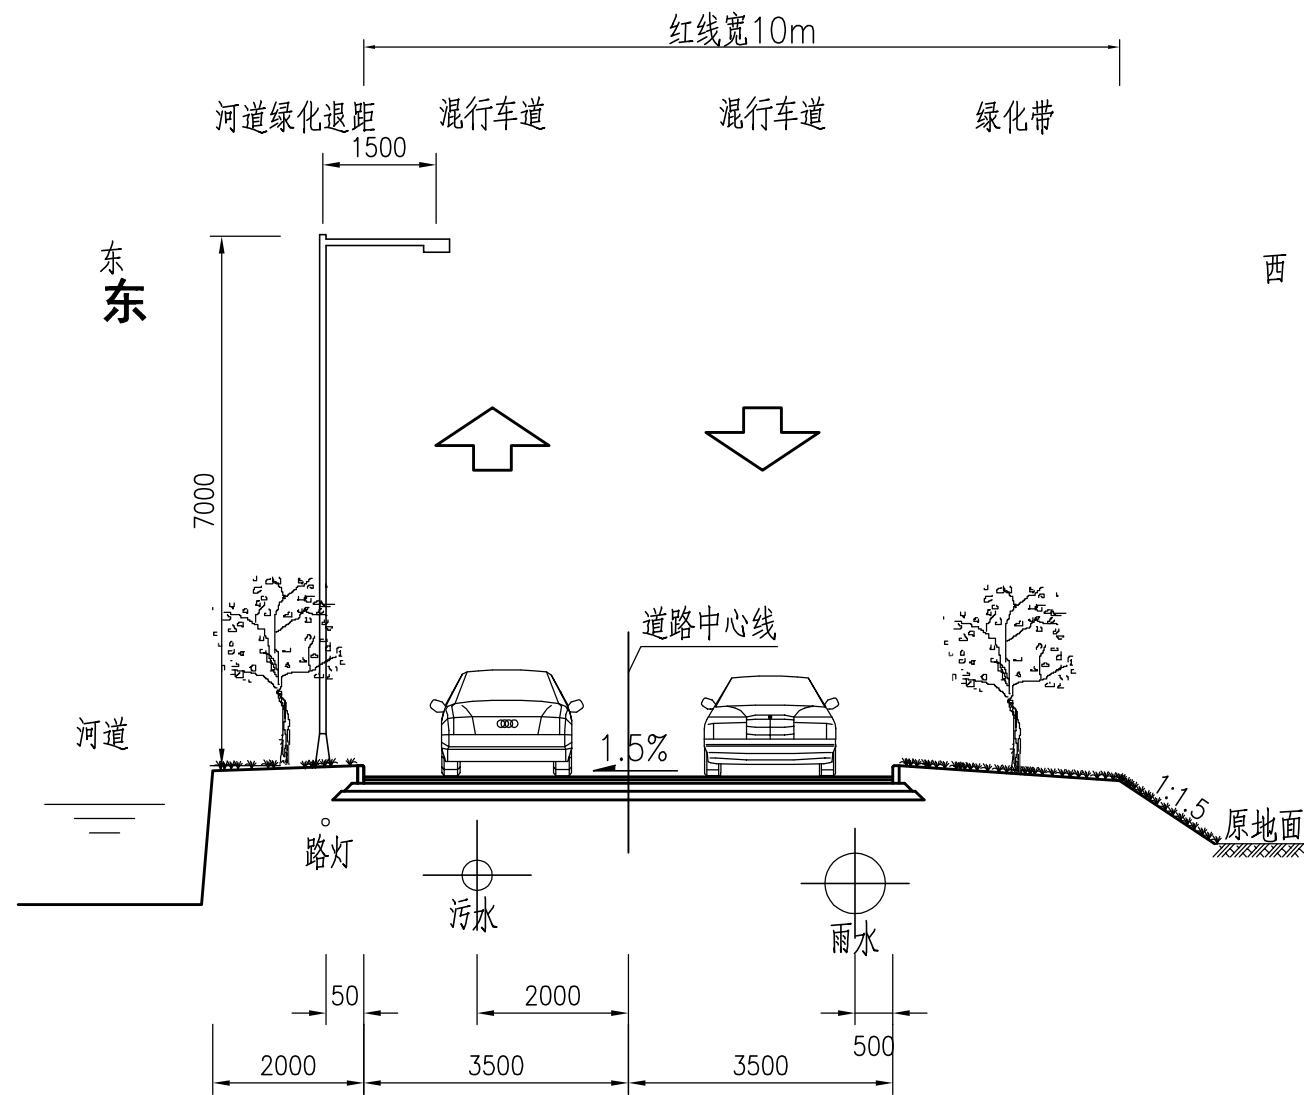 红线宽10m
河道绿化退距
混行车道
混行车道
绿化带
1500
东
东
西
7000
道路中心线
河道
1.5%
1:1.5
原地面
路灯
污水
雨水
50
2000
500
2000
3500
3500